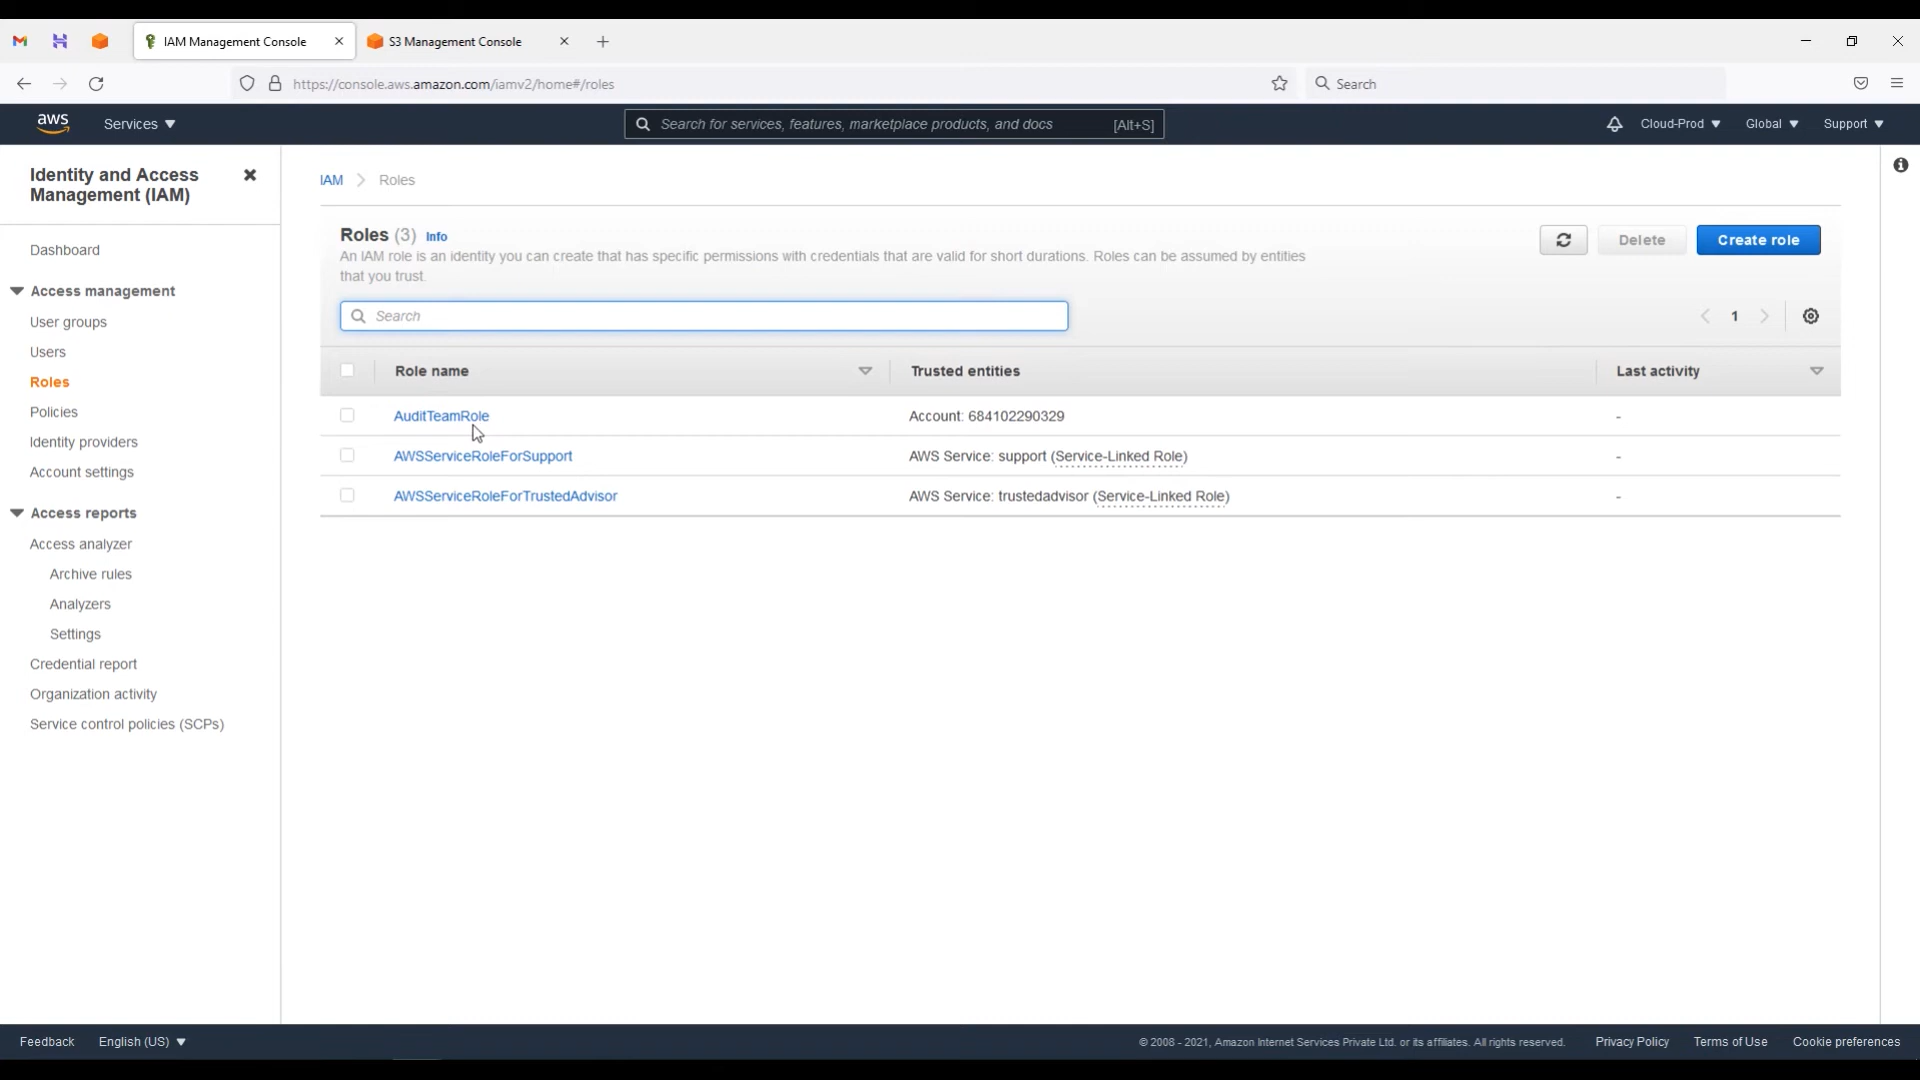 IAM Management Console
S3 Management Console
https://console.aws.amazon.com/iamv2/home#/roles
Search
aws
Services
Search for services, features, marketplace products, and docs
[Alt+S]
Cloud-Prod
Global
Support
Identity and Access
Management (IAM)
Dashboard
Access management
User groups
Users
Roles
Policies
Identity providers
Account settings
Access reports
Access analyzer
Archive rules
Analyzers
Settings
Credential report
Organization activity
Service control policies (SCPs)
IAM
Roles
Roles (3) Info
An IAM role is an identity you can create that has specific permissions with credentials that are valid for short durations. Roles can be assumed by entities
that you trust.
Delete
Create role
Search
1
Role name
Trusted entities
Last activity
AuditTeamRole
Account: 684102290329
-
AWSServiceRoleForSupport
AWS Service: support (Service-Linked Role)
-
AWSServiceRoleForTrustedAdvisor
AWS Service: trustedadvisor (Service-Linked Role)
-
Feedback
English (US)
© 2008 - 2021, Amazon Internet Services Private Ltd. or its affiliates. All rights reserved.
Privacy Policy
Terms of Use
Cookie preferences